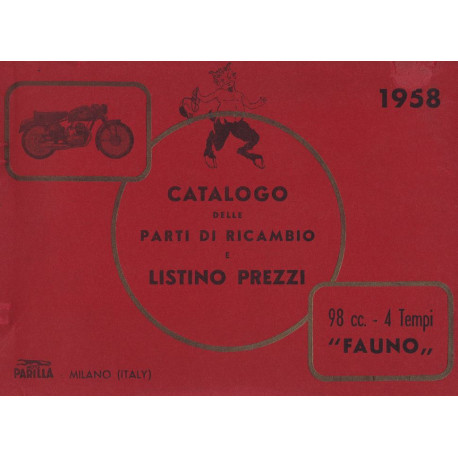 1958
CATALOGO
DELLE
PARTI DI RICAMBIO
E
LISTINO PREZZI
98 cc. - 4 Tempi
"FAUNO„
PARILLA
MILANO (ITALY)